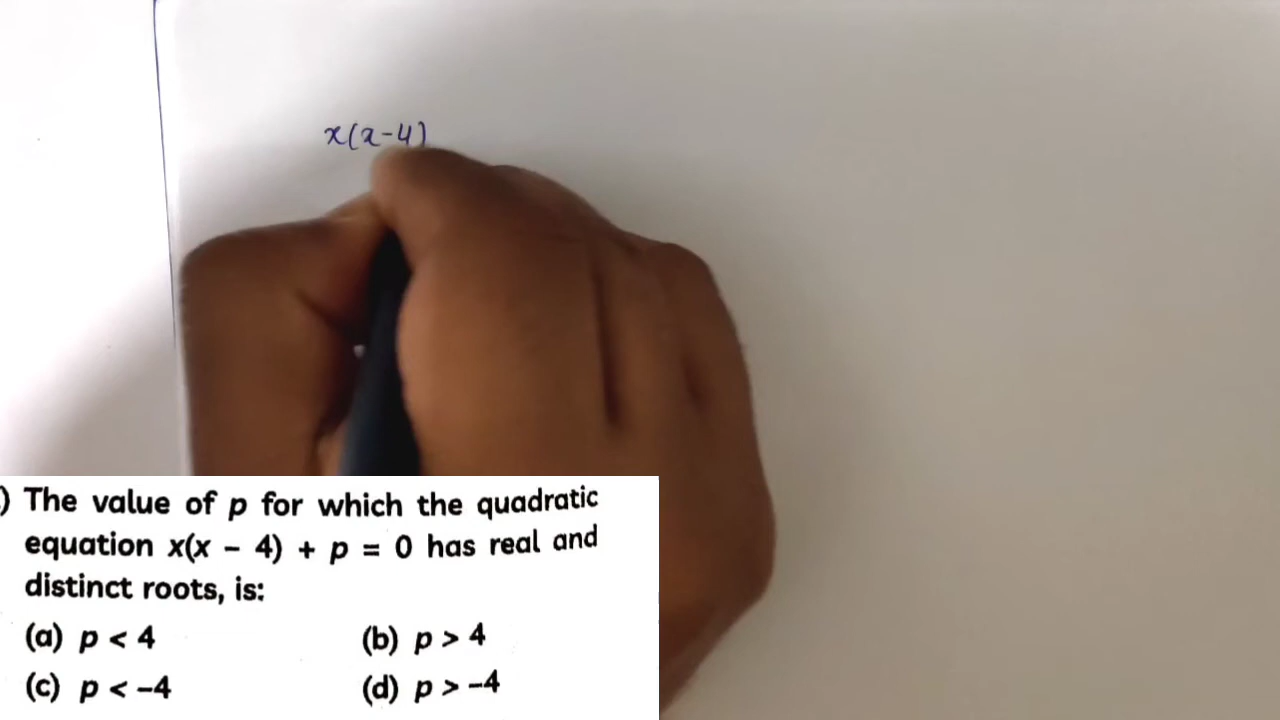 x(x-4)
) The value of p for which the quadratic
equation x(x – 4) + p = 0 has real and
distinct roots, is:
(a) p < 4 (b) p > 4
(c) p < –4 (d) p > –4